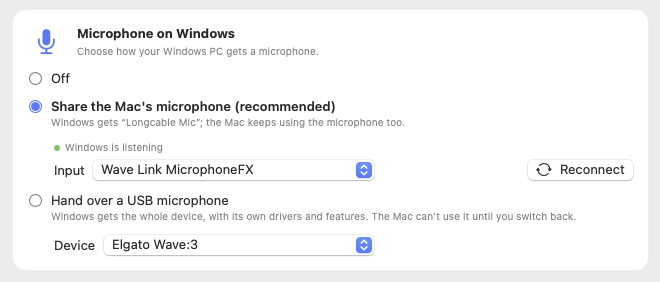 Microphone on Windows
Choose how your Windows PC gets a microphone.
Off
Share the Mac's microphone (recommended)
Windows gets “Longcable Mic”; the Mac keeps using the microphone too.
Windows is listening
Input Wave Link MicrophoneFX Reconnect
Hand over a USB microphone
Windows gets the whole device, with its own drivers and features. The Mac can't use it until you switch back.
Device Elgato Wave:3